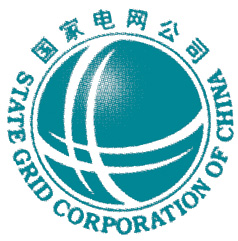 国家电网公司
STATE GRID CORPORATION OF CHINA